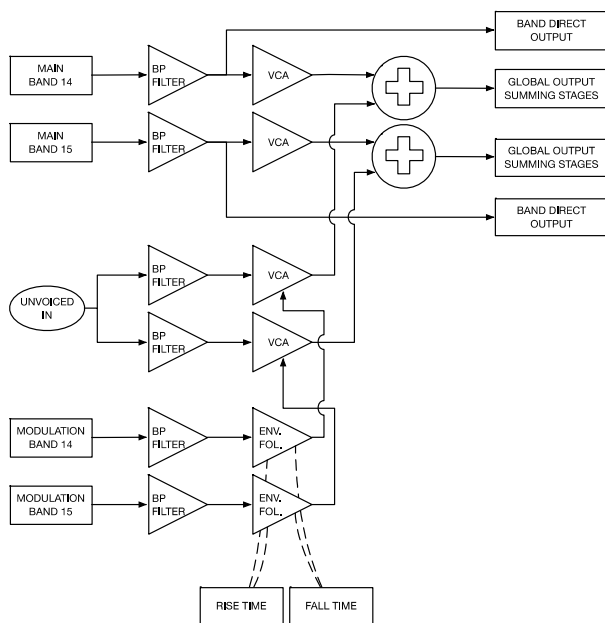 BAND DIRECT
OUTPUT
MAIN
BAND 14
BP
FILTER
VCA
GLOBAL OUTPUT
SUMMING STAGES
MAIN
BAND 15
BP
FILTER
VCA
GLOBAL OUTPUT
SUMMING STAGES
BAND DIRECT
OUTPUT
UNVOICED
IN
BP
FILTER
VCA
BP
FILTER
VCA
MODULATION
BAND 14
BP
FILTER
ENV.
FOL.
MODULATION
BAND 15
BP
FILTER
ENV.
FOL.
RISE TIME
FALL TIME